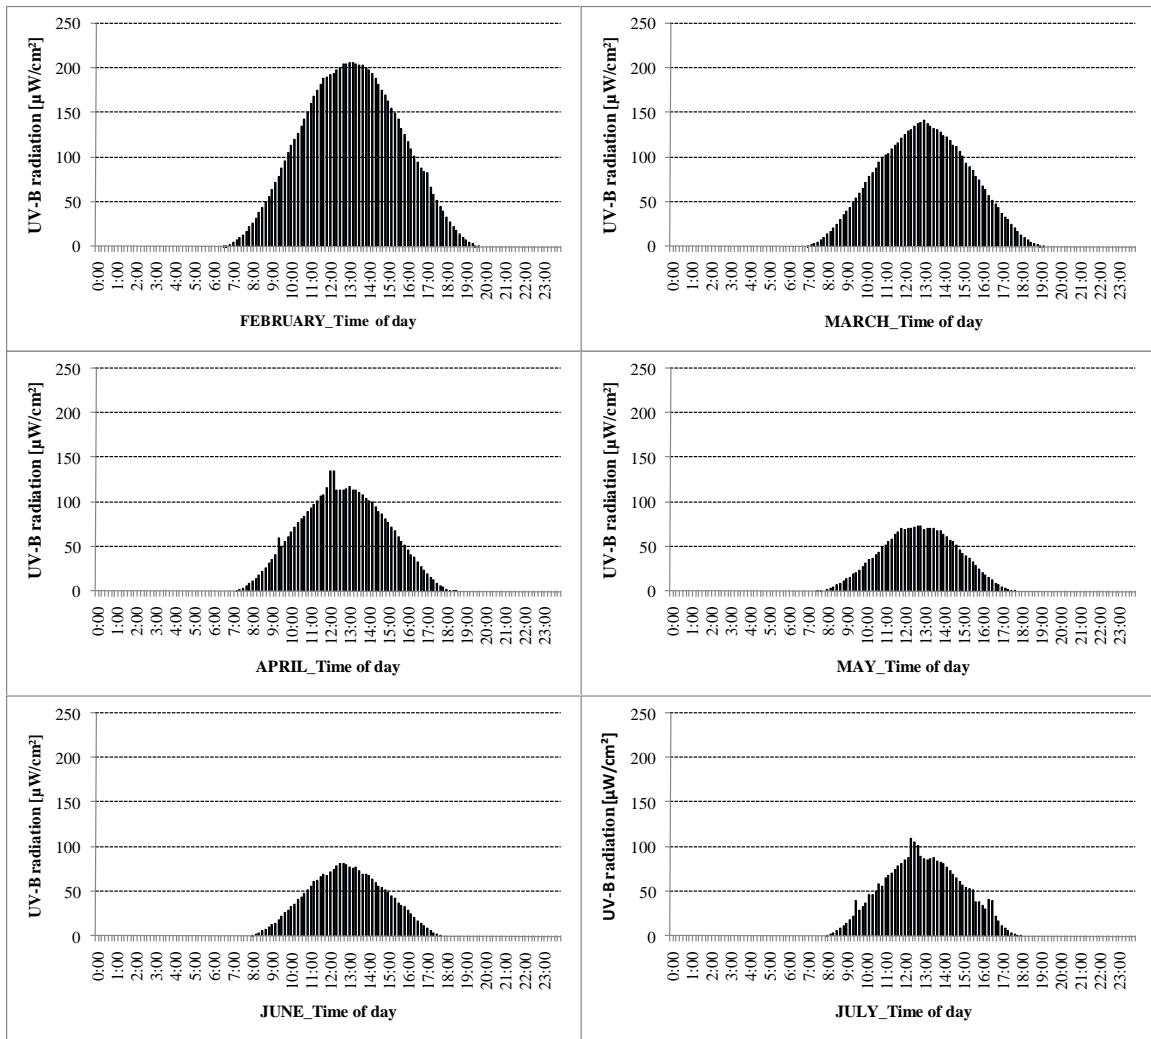 UV-B radiation [µW/cm²]
250
200
150
100
50
0
0:00 1:00 2:00 3:00 4:00 5:00 6:00 7:00 8:00 9:00 10:00 11:00 12:00 13:00 14:00 15:00 16:00 17:00 18:00 19:00 20:00 21:00 22:00 23:00
FEBRUARY_Time of day
UV-B radiation [µW/cm²]
250
200
150
100
50
0
0:00 1:00 2:00 3:00 4:00 5:00 6:00 7:00 8:00 9:00 10:00 11:00 12:00 13:00 14:00 15:00 16:00 17:00 18:00 19:00 20:00 21:00 22:00 23:00
MARCH_Time of day
UV-B radiation [µW/cm²]
250
200
150
100
50
0
0:00 1:00 2:00 3:00 4:00 5:00 6:00 7:00 8:00 9:00 10:00 11:00 12:00 13:00 14:00 15:00 16:00 17:00 18:00 19:00 20:00 21:00 22:00 23:00
APRIL_Time of day
UV-B radiation [µW/cm²]
250
200
150
100
50
0
0:00 1:00 2:00 3:00 4:00 5:00 6:00 7:00 8:00 9:00 10:00 11:00 12:00 13:00 14:00 15:00 16:00 17:00 18:00 19:00 20:00 21:00 22:00 23:00
MAY_Time of day
UV-B radiation [µW/cm²]
250
200
150
100
50
0
0:00 1:00 2:00 3:00 4:00 5:00 6:00 7:00 8:00 9:00 10:00 11:00 12:00 13:00 14:00 15:00 16:00 17:00 18:00 19:00 20:00 21:00 22:00 23:00
JUNE_Time of day
UV-B radiation [µW/cm²]
250
200
150
100
50
0
0:00 1:00 2:00 3:00 4:00 5:00 6:00 7:00 8:00 9:00 10:00 11:00 12:00 13:00 14:00 15:00 16:00 17:00 18:00 19:00 20:00 21:00 22:00 23:00
JULY_Time of day